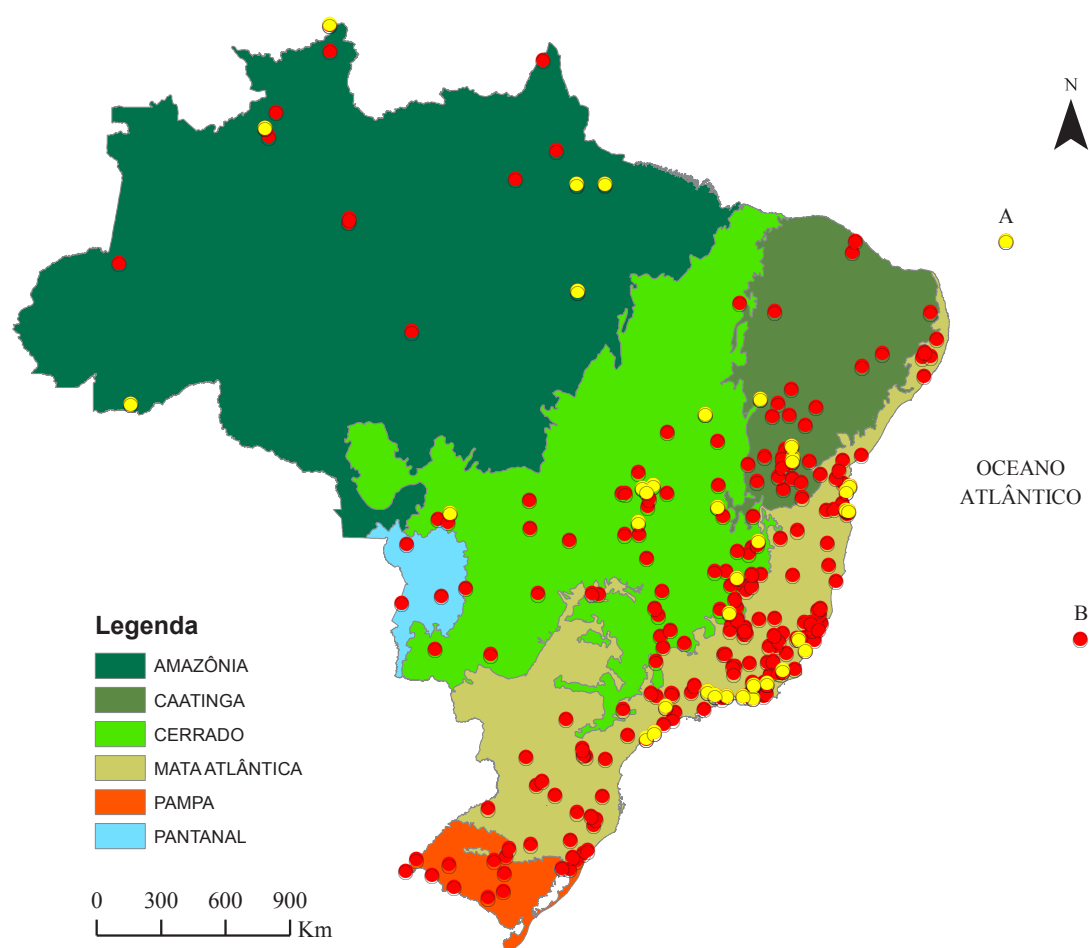 N
A
OCEANO
ATLÂNTICO
B
Legenda
AMAZÔNIA
CAATINGA
CERRADO
MATA ATLÂNTICA
PAMPA
PANTANAL
0 300 600 900
Km